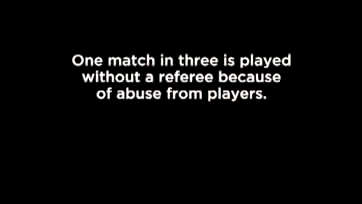 One match in three is played
without a referee because
of abuse from players.